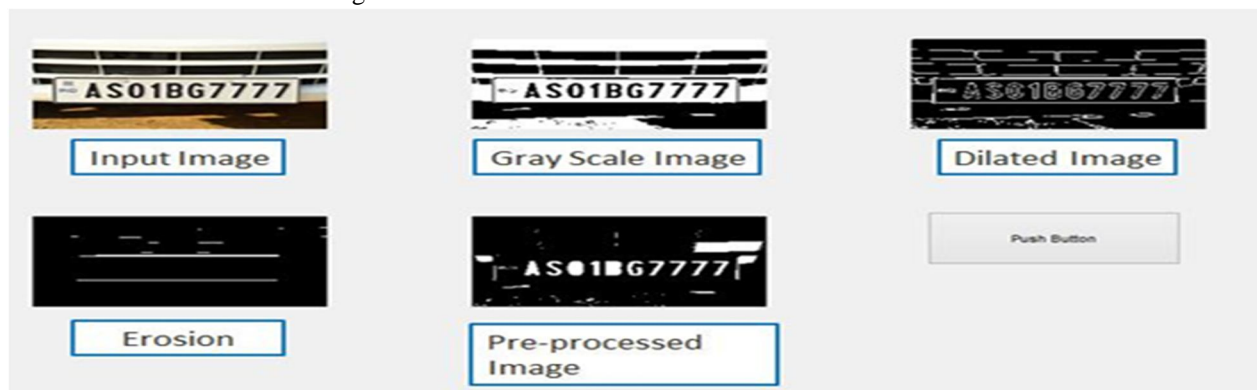 AS01BG7777
AS01BG7777
AS01BG7777
Input Image
Gray Scale Image
Dilated Image
AS01BG7777
Push Button
Erosion
Pre-processed
Image